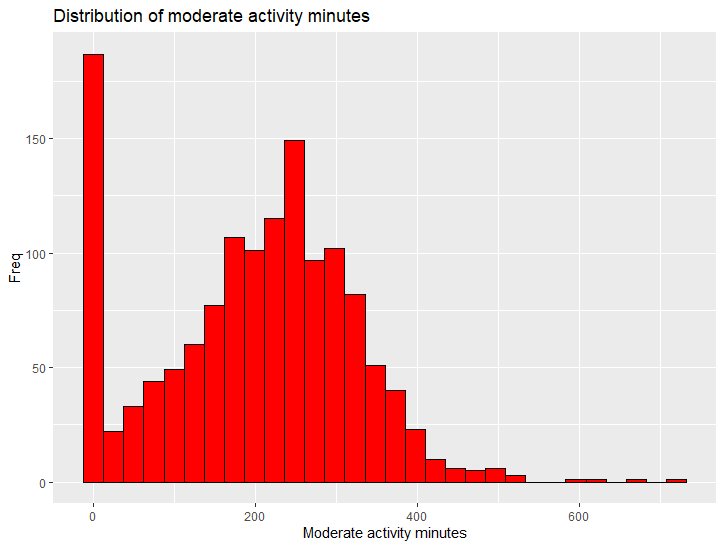 Distribution of moderate activity minutes
150
100
50
0
Freq
0 200 400 600
Moderate activity minutes